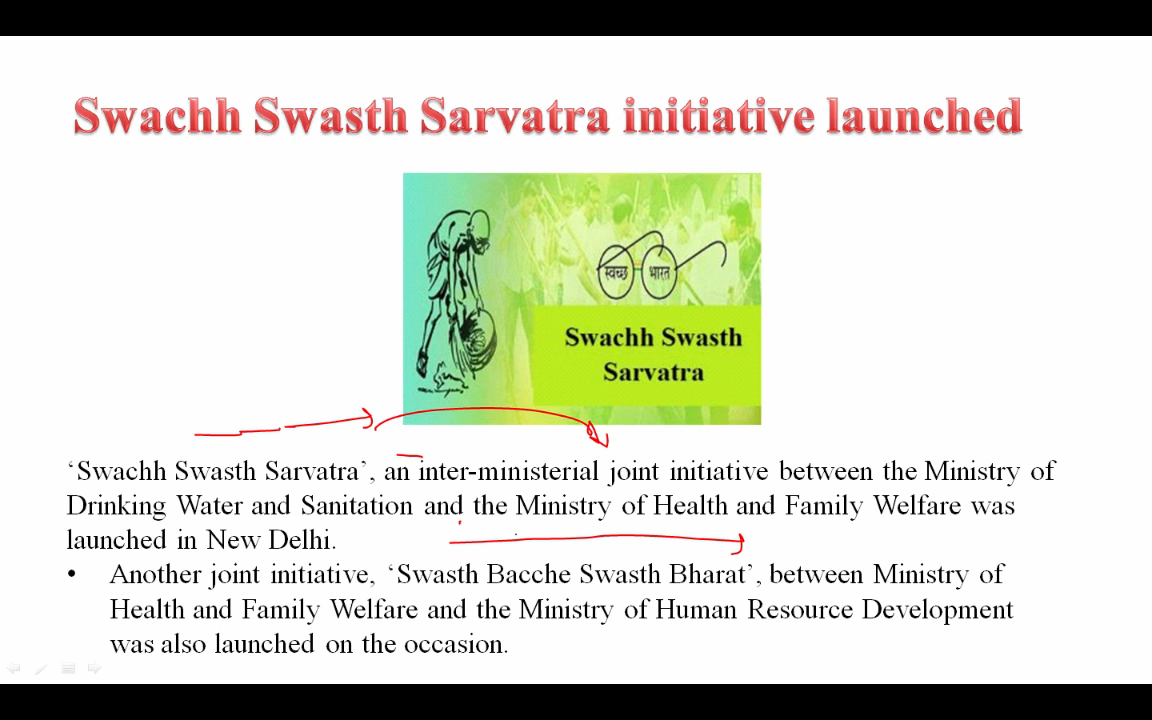 Swachh Swasth Sarvatra initiative launched
स्वच्छ भारत
Swachh Swasth
Sarvatra
‘Swachh Swasth Sarvatra’, an inter-ministerial joint initiative between the Ministry of
Drinking Water and Sanitation and the Ministry of Health and Family Welfare was
launched in New Delhi.
• Another joint initiative, ‘Swasth Bacche Swasth Bharat’, between Ministry of
Health and Family Welfare and the Ministry of Human Resource Development
was also launched on the occasion.